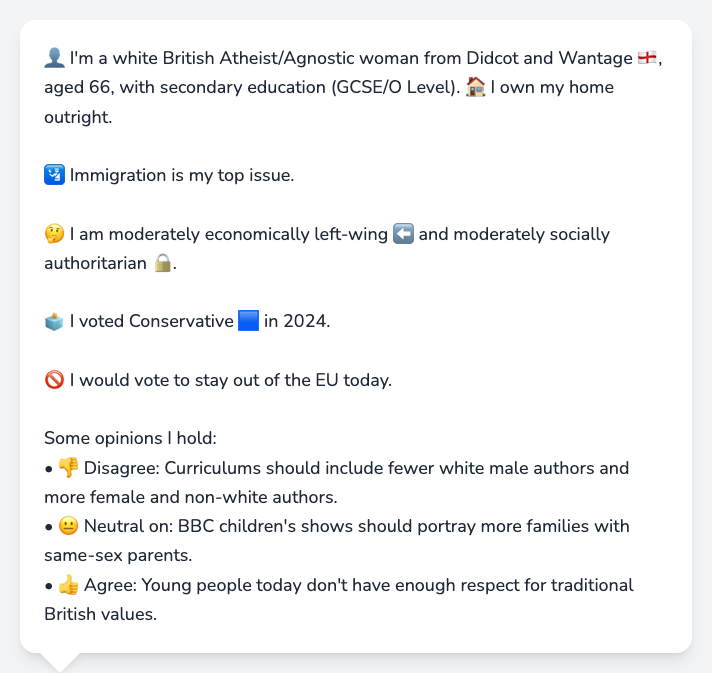 👤 I'm a white British Atheist/Agnostic woman from Didcot and Wantage 🏴󠁧󠁢󠁥󠁮󠁧󠁿,
aged 66, with secondary education (GCSE/O Level). 🏠 I own my home
outright.
🛂 Immigration is my top issue.
🤔 I am moderately economically left-wing ⬅️ and moderately socially
authoritarian 🔒.
🗳️ I voted Conservative 🟦 in 2024.
🚫 I would vote to stay out of the EU today.
Some opinions I hold:
• 👎 Disagree: Curriculums should include fewer white male authors and
more female and non-white authors.
• 😐 Neutral on: BBC children's shows should portray more families with
same-sex parents.
• 👍 Agree: Young people today don't have enough respect for traditional
British values.